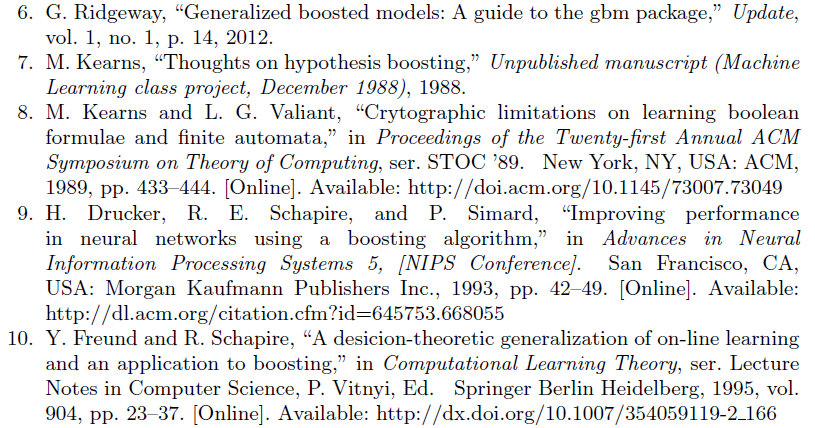 6. G. Ridgeway, “Generalized boosted models: A guide to the gbm package,” Update,
vol. 1, no. 1, p. 14, 2012.
7. M. Kearns, “Thoughts on hypothesis boosting,” Unpublished manuscript (Machine
Learning class project, December 1988), 1988.
8. M. Kearns and L. G. Valiant, “Crytographic limitations on learning boolean
formulae and finite automata,” in Proceedings of the Twenty-first Annual ACM
Symposium on Theory of Computing, ser. STOC ’89. New York, NY, USA: ACM,
1989, pp. 433–444. [Online]. Available: http://doi.acm.org/10.1145/73007.73049
9. H. Drucker, R. E. Schapire, and P. Simard, “Improving performance
in neural networks using a boosting algorithm,” in Advances in Neural
Information Processing Systems 5, [NIPS Conference]. San Francisco, CA,
USA: Morgan Kaufmann Publishers Inc., 1993, pp. 42–49. [Online]. Available:
http://dl.acm.org/citation.cfm?id=645753.668055
10. Y. Freund and R. Schapire, “A desicion-theoretic generalization of on-line learning
and an application to boosting,” in Computational Learning Theory, ser. Lecture
Notes in Computer Science, P. Vitnyi, Ed. Springer Berlin Heidelberg, 1995, vol.
904, pp. 23–37. [Online]. Available: http://dx.doi.org/10.1007/354059119-2_166